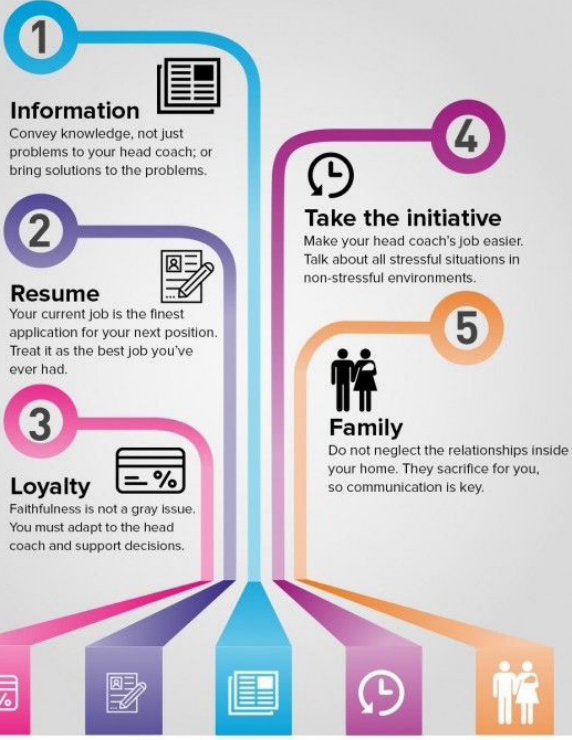 1
Information
Convey knowledge, not just
problems to your head coach; or
bring solutions to the problems.
2
Resume
Your current job is the finest
application for your next position.
Treat it as the best job you've
ever had.
3
Loyalty
%
Faithfulness is not a gray issue.
You must adapt to the head
coach and support decisions.
4
Take the initiative
Make your head coach's job easier.
Talk about all stressful situations in
non-stressful environments.
5
Family
Do not neglect the relationships inside
your home. They sacrifice for you,
so communication is key.
%